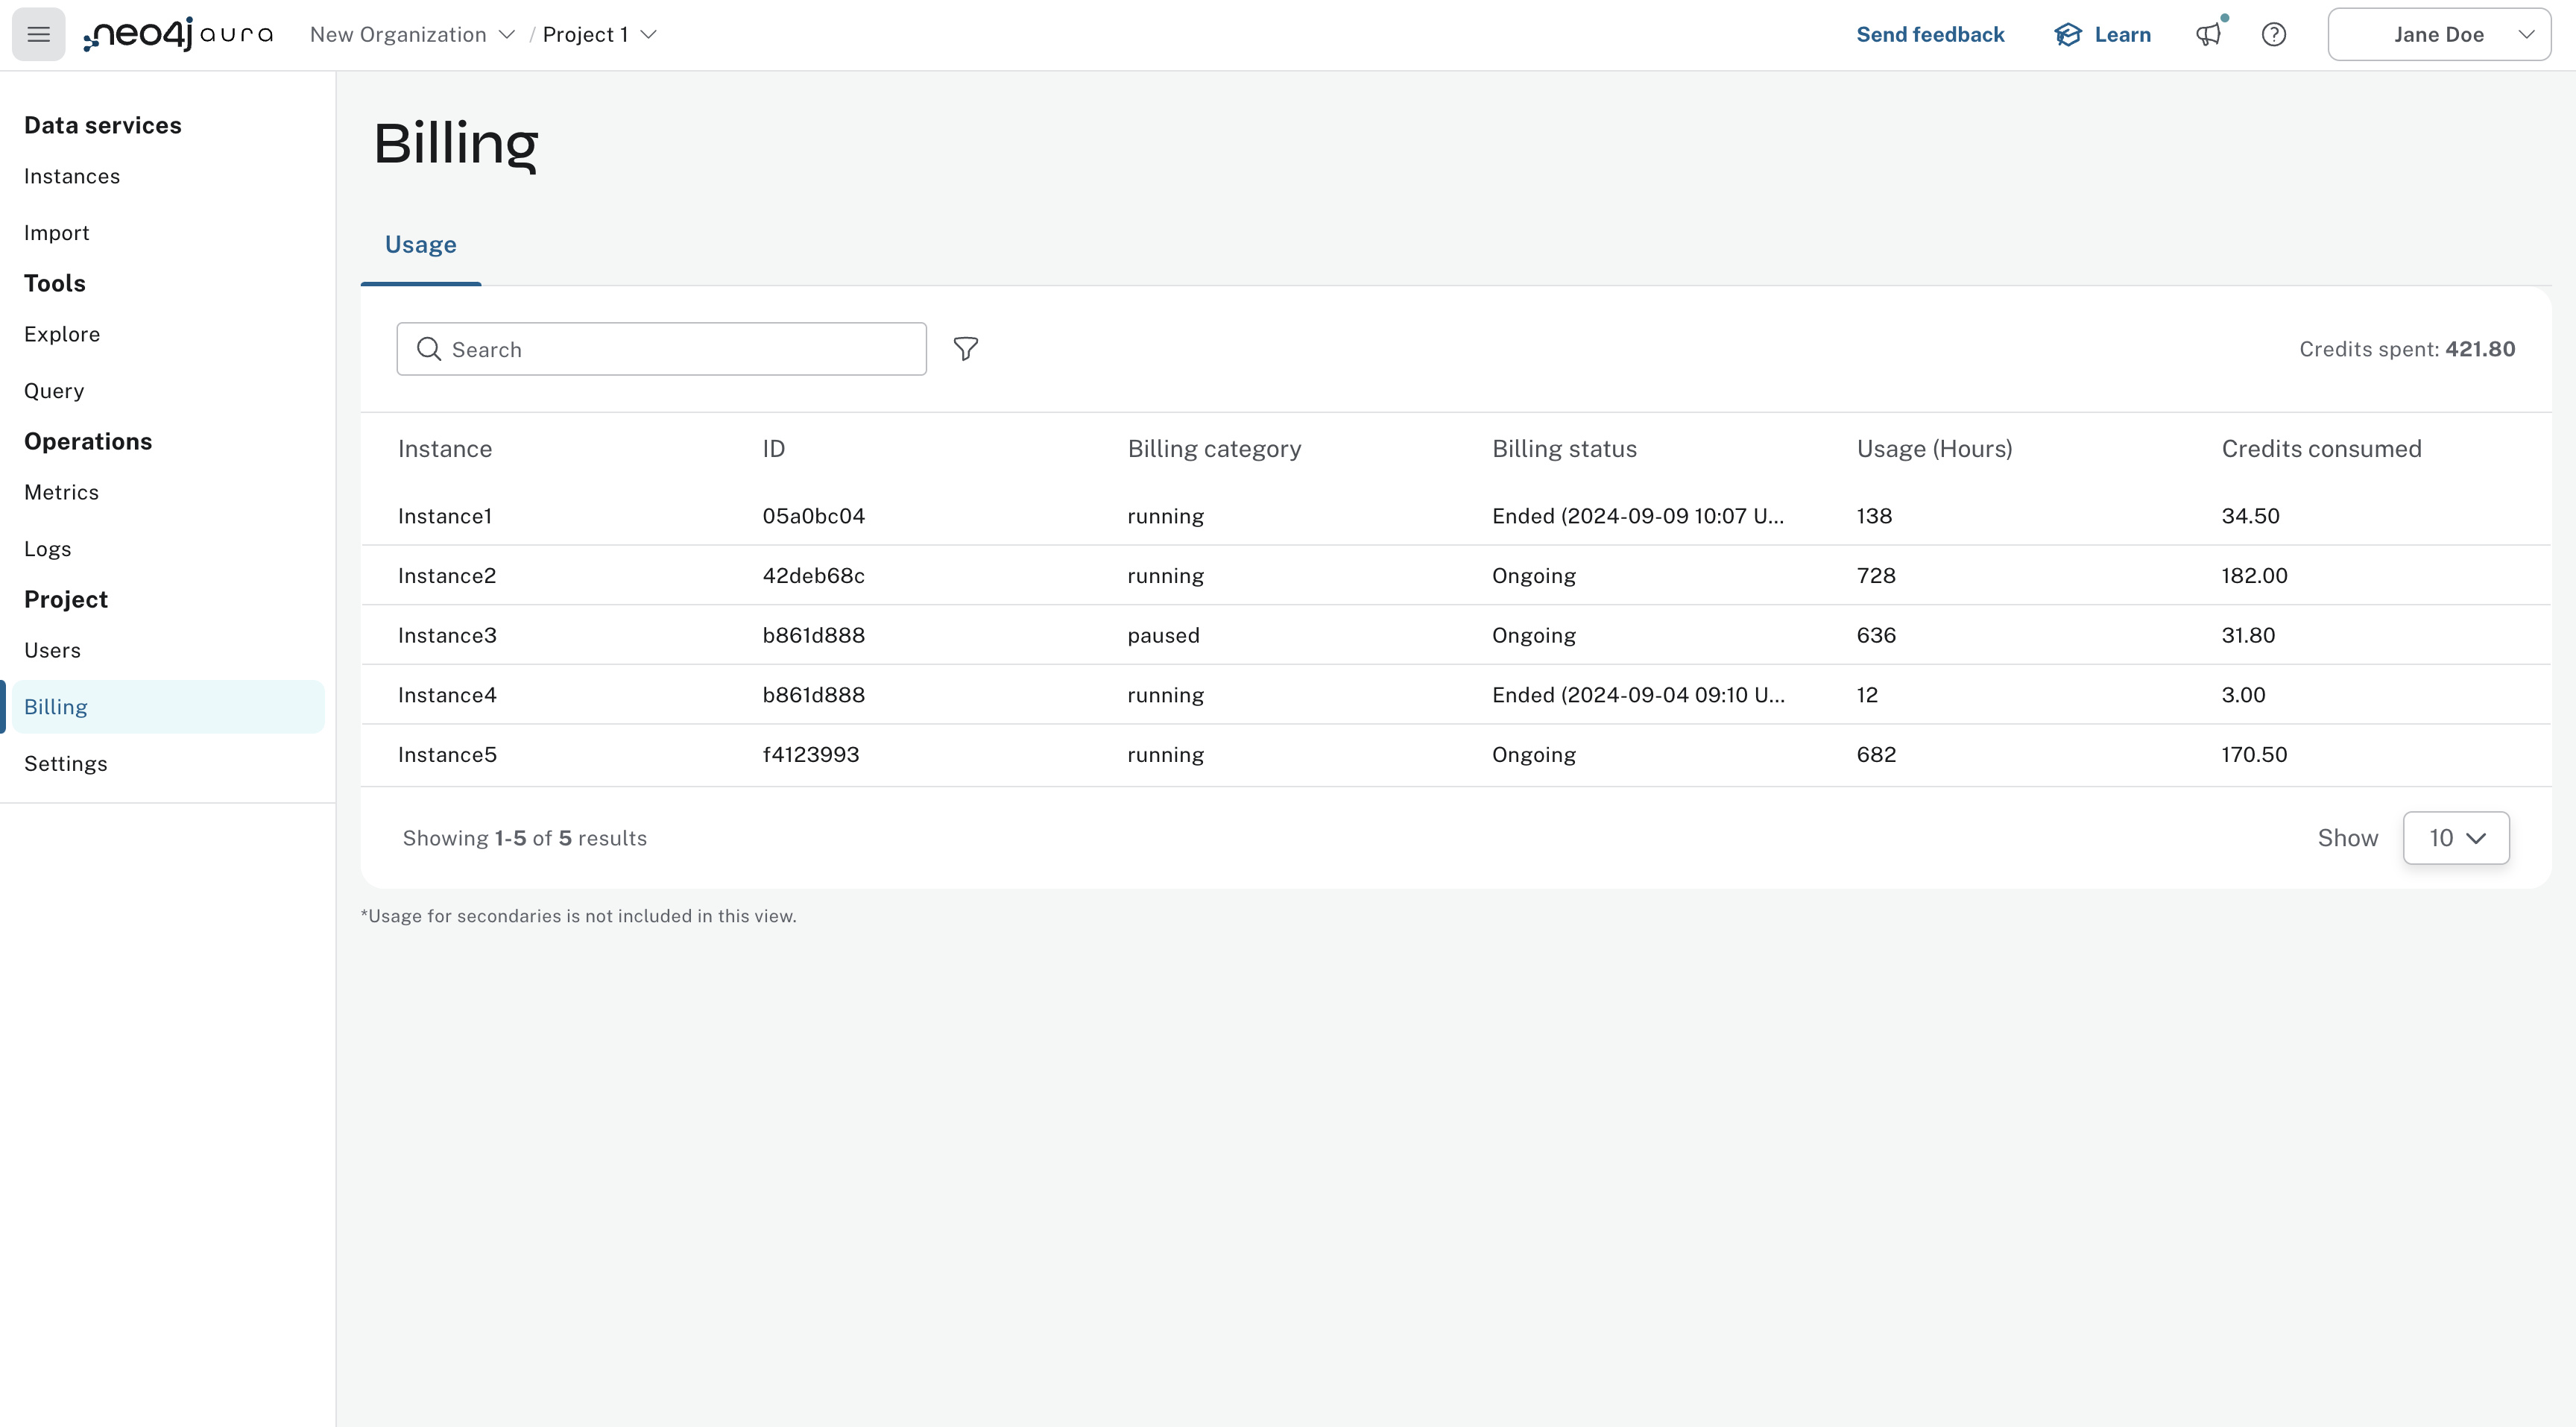 neo4j aura New Organization / Project 1 Send feedback Learn Jane Doe
Data services
Instances
Import
Tools
Explore
Query
Operations
Metrics
Logs
Project
Users
Billing
Settings
Billing
Usage
Search Credits spent: 421.80
Instance ID Billing category Billing status Usage (Hours) Credits consumed
Instance1 05a0bc04 running Ended (2024-09-09 10:07 U... 138 34.50
Instance2 42deb68c running Ongoing 728 182.00
Instance3 b861d888 paused Ongoing 636 31.80
Instance4 b861d888 running Ended (2024-09-04 09:10 U... 12 3.00
Instance5 f4123993 running Ongoing 682 170.50
Showing 1-5 of 5 results Show 10
*Usage for secondaries is not included in this view.